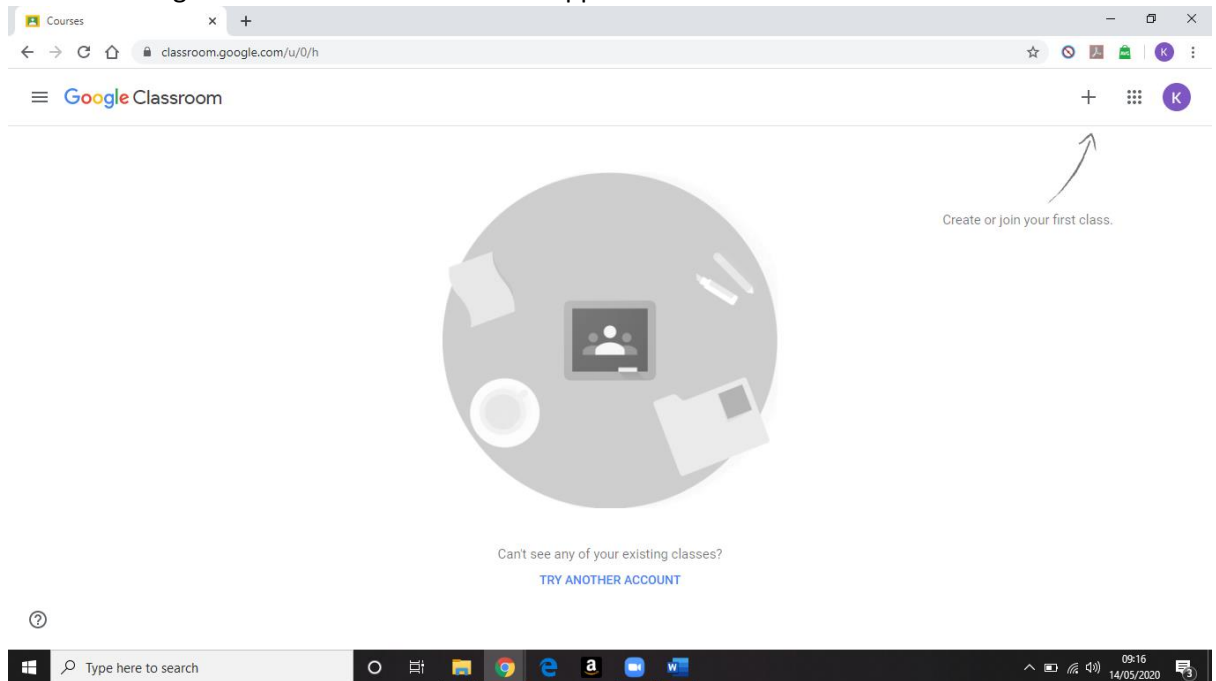 Courses
classroom.google.com/u/0/h
K
Google Classroom
K
Create or join your first class.
Can't see any of your existing classes?
TRY ANOTHER ACCOUNT
Type here to search
09:16
14/05/2020